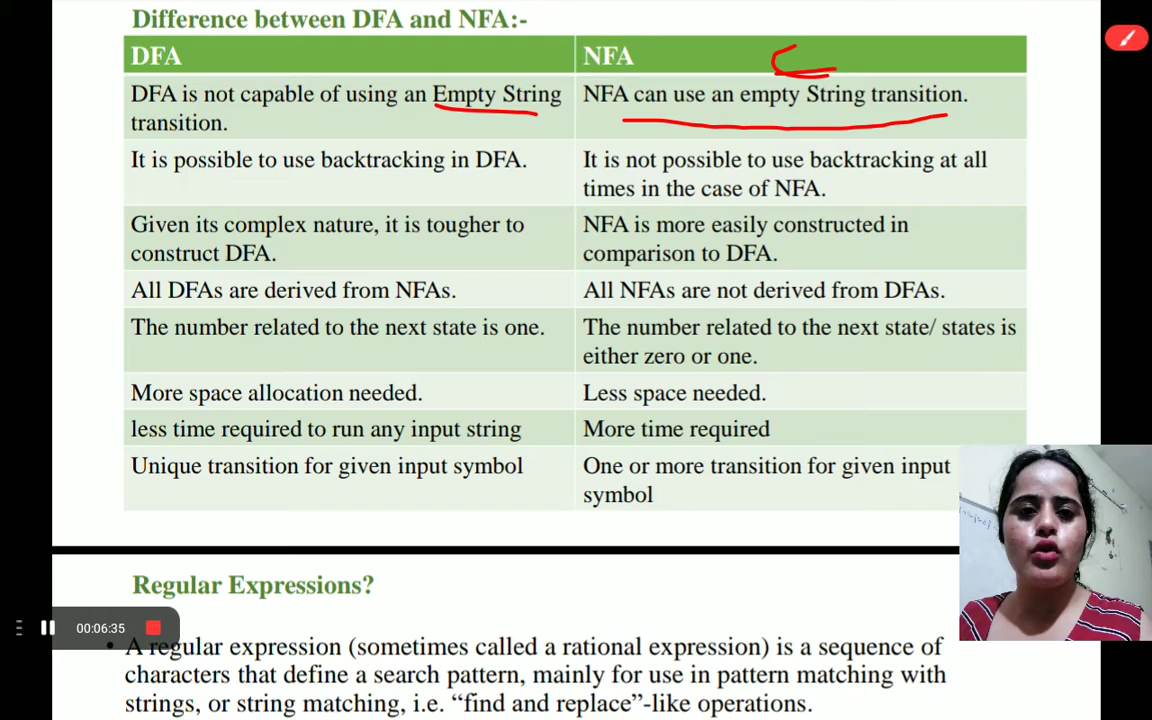 Difference between DFA and NFA:-
DFA
NFA
DFA is not capable of using an Empty String
transition.
NFA can use an empty String transition.
It is possible to use backtracking in DFA.
It is not possible to use backtracking at all
times in the case of NFA.
Given its complex nature, it is tougher to
construct DFA.
NFA is more easily constructed in
comparison to DFA.
All DFAs are derived from NFAs.
All NFAs are not derived from DFAs.
The number related to the next state is one.
The number related to the next state/ states is
either zero or one.
More space allocation needed.
Less space needed.
less time required to run any input string
More time required
Unique transition for given input symbol
One or more transition for given input
symbol
Regular Expressions?
00:06:35
• A regular expression (sometimes called a rational expression) is a sequence of
characters that define a search pattern, mainly for use in pattern matching with
strings, or string matching, i.e. “find and replace”-like operations.